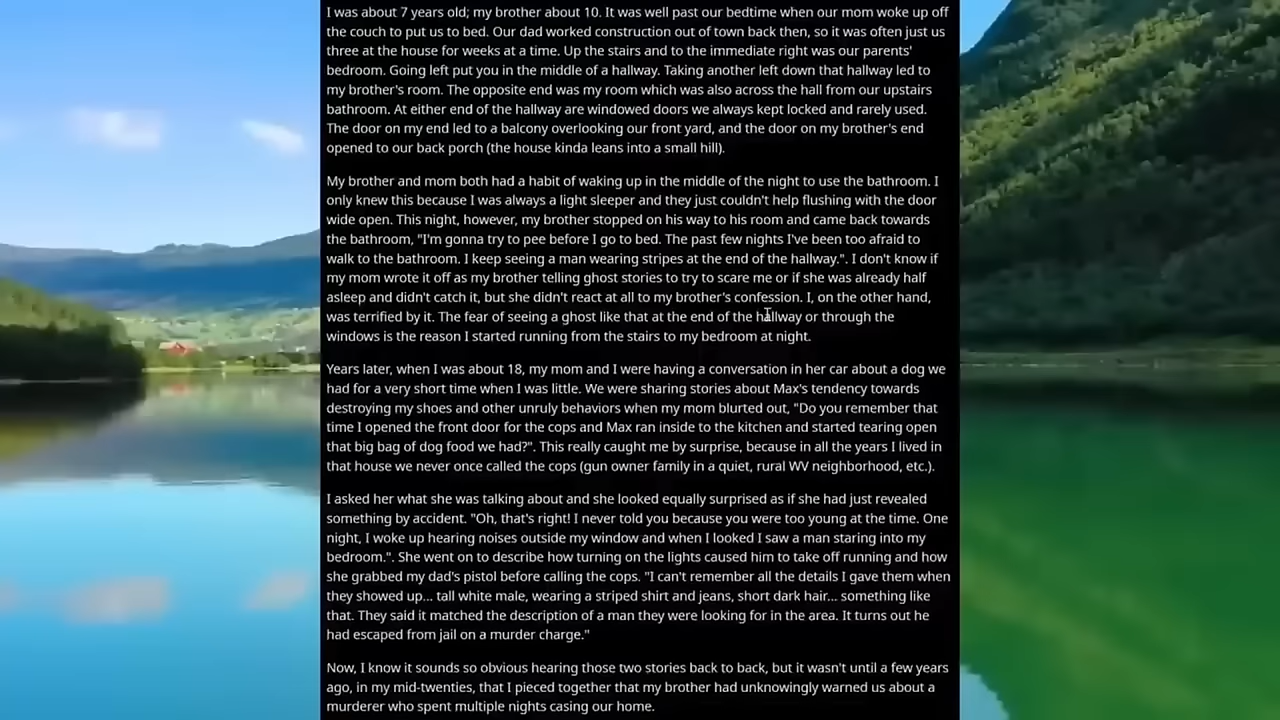 I was about 7 years old; my brother about 10. It was well past our bedtime when our mom woke up off
the couch to put us to bed. Our dad worked construction out of town back then, so it was often just us
three at the house for weeks at a time. Up the stairs and to the immediate right was our parents'
bedroom. Going left put you in the middle of a hallway. Taking another left down that hallway led to
my brother's room. The opposite end was my room which was also across the hall from our upstairs
bathroom. At either end of the hallway are windowed doors we always kept locked and rarely used.
The door on my end led to a balcony overlooking our front yard, and the door on my brother's end
opened to our back porch (the house kinda leans into a small hill).
My brother and mom both had a habit of waking up in the middle of the night to use the bathroom. I
only knew this because I was always a light sleeper and they just couldn't help flushing with the door
wide open. This night, however, my brother stopped on his way to his room and came back towards
the bathroom, "I'm gonna try to pee before I go to bed. The past few nights I've been too afraid to
walk to the bathroom. I keep seeing a man wearing stripes at the end of the hallway.". I don't know if
my mom wrote it off as my brother telling ghost stories to try to scare me or if she was already half
asleep and didn't catch it, but she didn't react at all to my brother's confession. I, on the other hand,
was terrified by it. The fear of seeing a ghost like that at the end of the hallway or through the
windows is the reason I started running from the stairs to my bedroom at night.
Years later, when I was about 18, my mom and I were having a conversation in her car about a dog we
had for a very short time when I was little. We were sharing stories about Max's tendency towards
destroying my shoes and other unruly behaviors when my mom blurted out, "Do you remember that
time I opened the front door for the cops and Max ran inside to the kitchen and started tearing open
that big bag of dog food we had?". This really caught me by surprise, because in all the years I lived in
that house we never once called the cops (gun owner family in a quiet, rural WV neighborhood, etc.).
I asked her what she was talking about and she looked equally surprised as if she had just revealed
something by accident. "Oh, that's right! I never told you because you were too young at the time. One
night, I woke up hearing noises outside my window and when I looked I saw a man staring into my
bedroom.". She went on to describe how turning on the lights caused him to take off running and how
she grabbed my dad's pistol before calling the cops. "I can't remember all the details I gave them when
they showed up... tall white male, wearing a striped shirt and jeans, short dark hair... something like
that. They said it matched the description of a man they were looking for in the area. It turns out he
had escaped from jail on a murder charge."
Now, I know it sounds so obvious hearing those two stories back to back, but it wasn't until a few years
ago, in my mid-twenties, that I pieced together that my brother had unknowingly warned us about a
murderer who spent multiple nights casing our home.